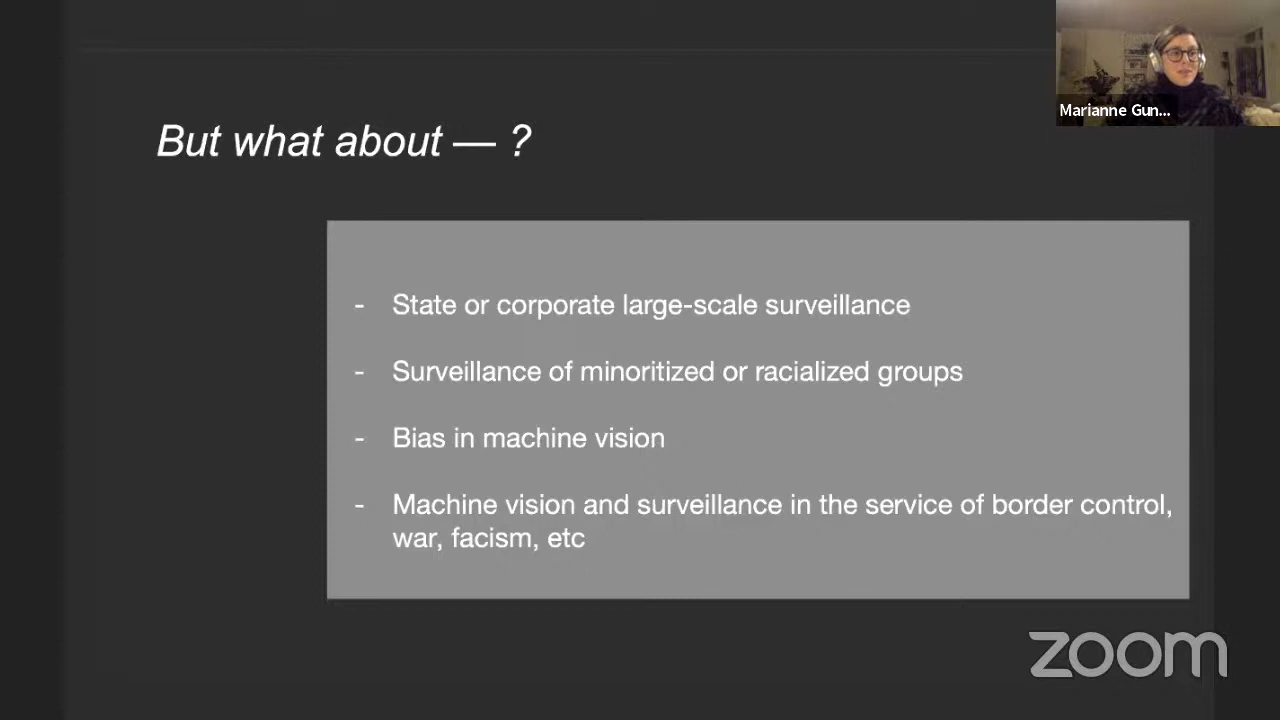 Marianne Gun...
But what about — ?
- State or corporate large-scale surveillance
- Surveillance of minoritized or racialized groups
- Bias in machine vision
- Machine vision and surveillance in the service of border control,
war, facism, etc
zoom